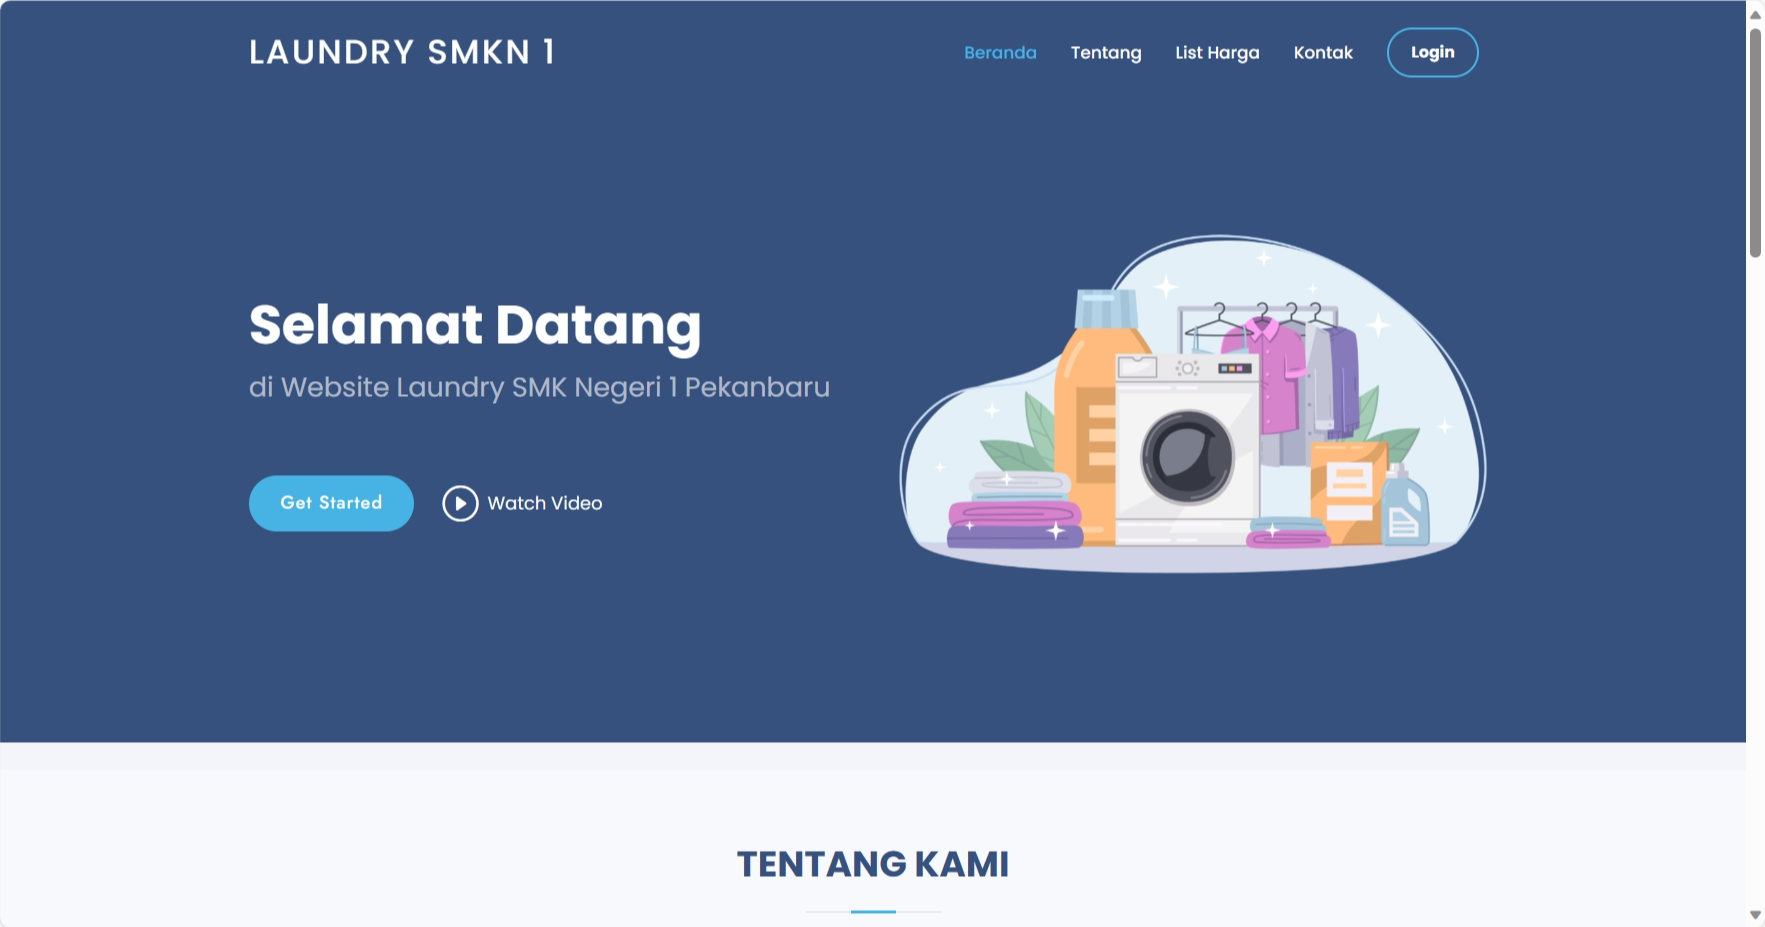 LAUNDRY SMKN 1
Beranda Tentang List Harga Kontak Login
Selamat Datang
di Website Laundry SMK Negeri 1 Pekanbaru
Get Started Watch Video
TENTANG KAMI